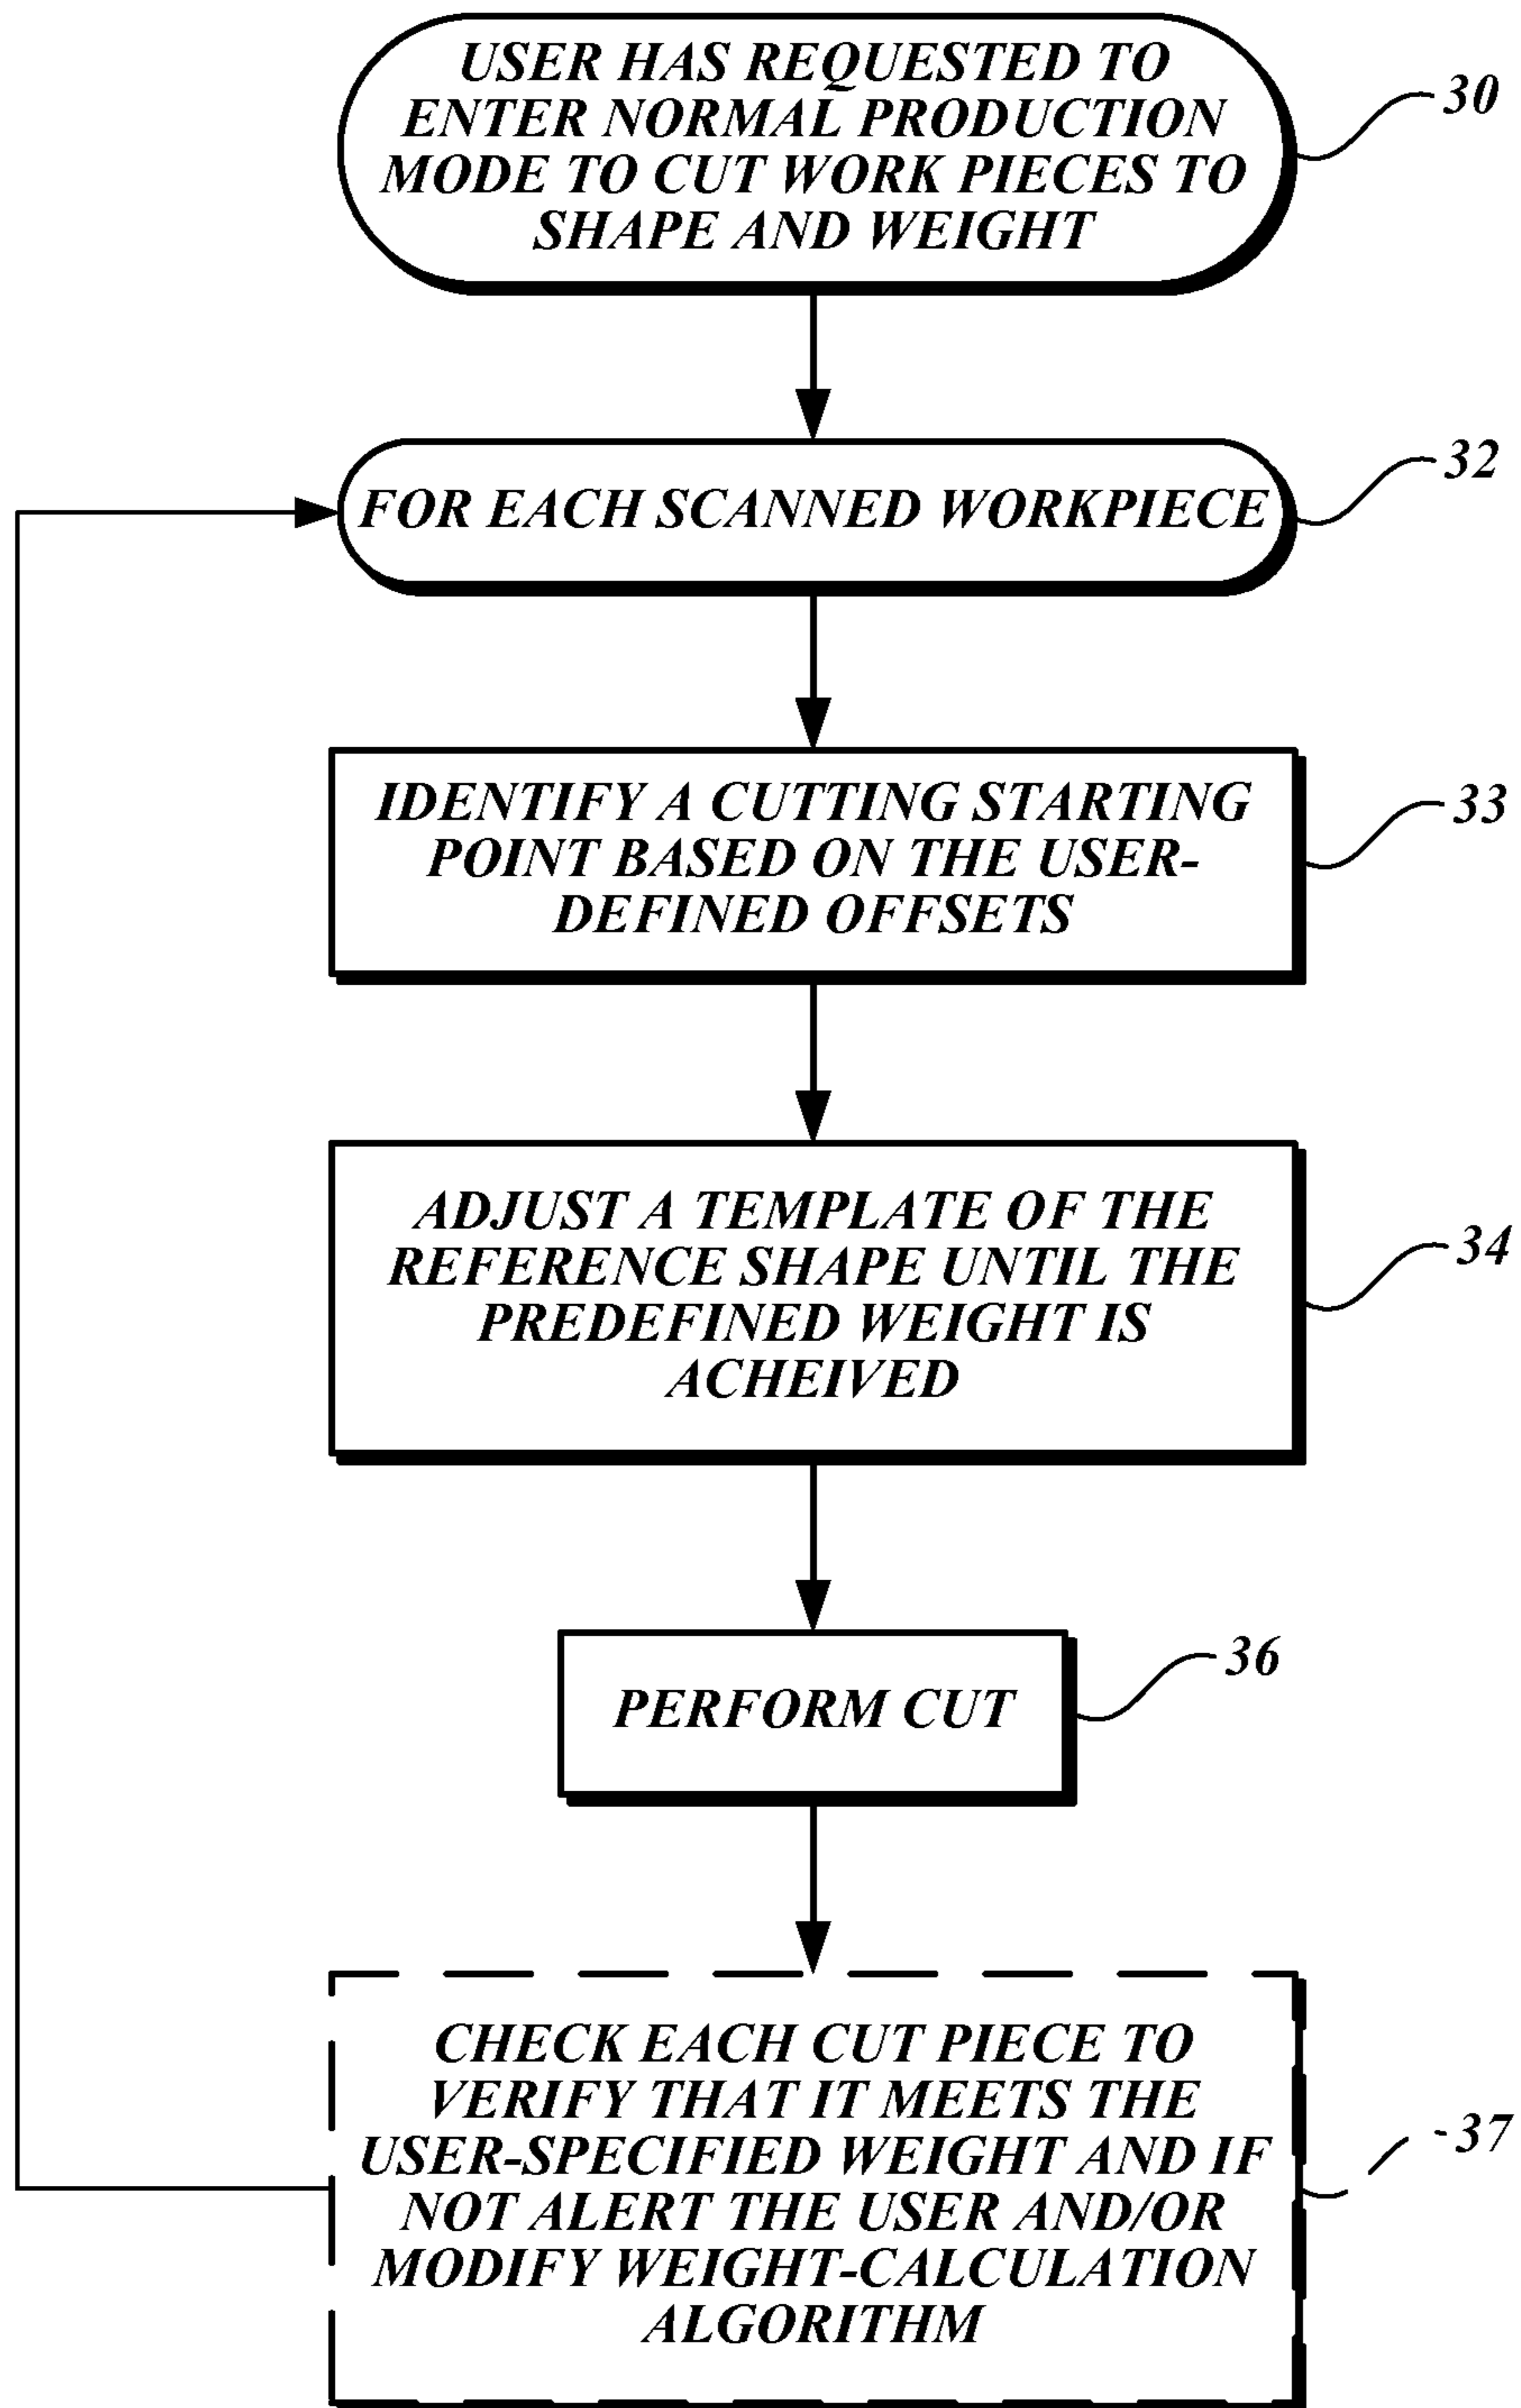 USER HAS REQUESTED TO
ENTER NORMAL PRODUCTION
MODE TO CUT WORK PIECES TO
SHAPE AND WEIGHT
30
FOR EACH SCANNED WORKPIECE
32
IDENTIFY A CUTTING STARTING
POINT BASED ON THE USER-
DEFINED OFFSETS
33
ADJUST A TEMPLATE OF THE
REFERENCE SHAPE UNTIL THE
PREDEFINED WEIGHT IS
ACHEIVED
34
PERFORM CUT
36
CHECK EACH CUT PIECE TO
VERIFY THAT IT MEETS THE
USER-SPECIFIED WEIGHT AND IF
NOT ALERT THE USER AND/OR
MODIFY WEIGHT-CALCULATION
ALGORITHM
37